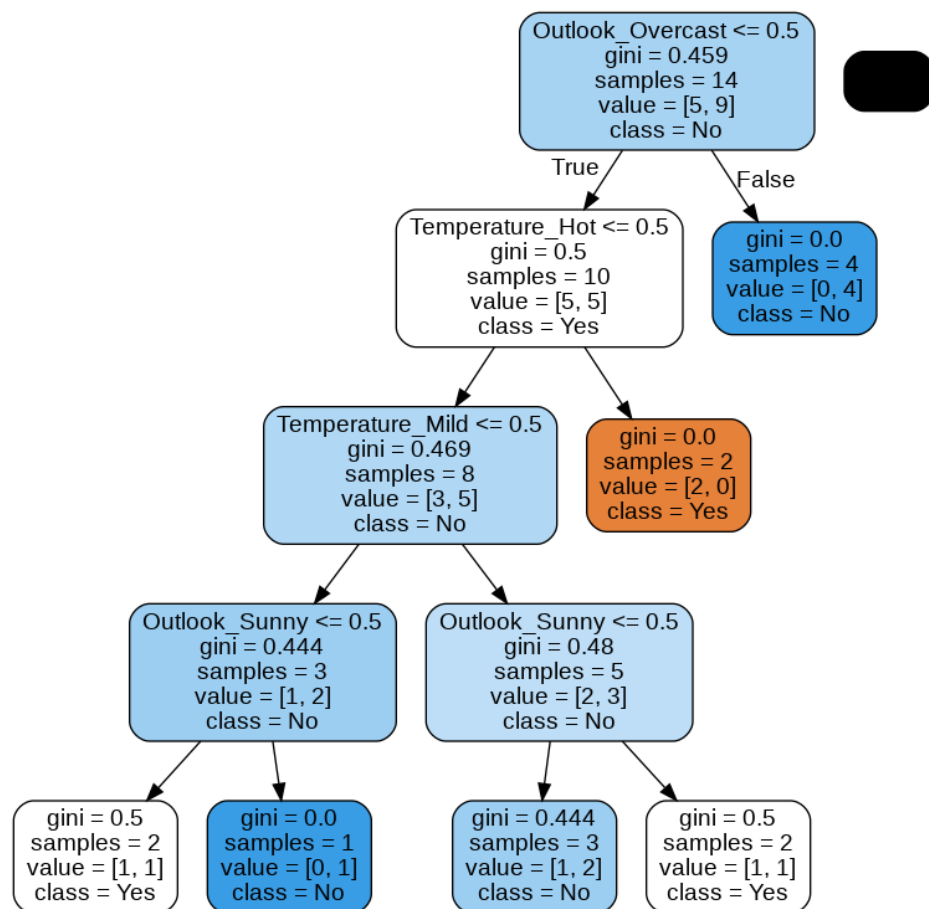 Outlook_Overcast <= 0.5
gini = 0.459
samples = 14
value = [5, 9]
class = No
True
False
Temperature_Hot <= 0.5
gini = 0.5
samples = 10
value = [5, 5]
class = Yes
gini = 0.0
samples = 4
value = [0, 4]
class = No
Temperature_Mild <= 0.5
gini = 0.469
samples = 8
value = [3, 5]
class = No
gini = 0.0
samples = 2
value = [2, 0]
class = Yes
Outlook_Sunny <= 0.5
gini = 0.444
samples = 3
value = [1, 2]
class = No
Outlook_Sunny <= 0.5
gini = 0.48
samples = 5
value = [2, 3]
class = No
gini = 0.5
samples = 2
value = [1, 1]
class = Yes
gini = 0.0
samples = 1
value = [0, 1]
class = No
gini = 0.444
samples = 3
value = [1, 2]
class = No
gini = 0.5
samples = 2
value = [1, 1]
class = Yes